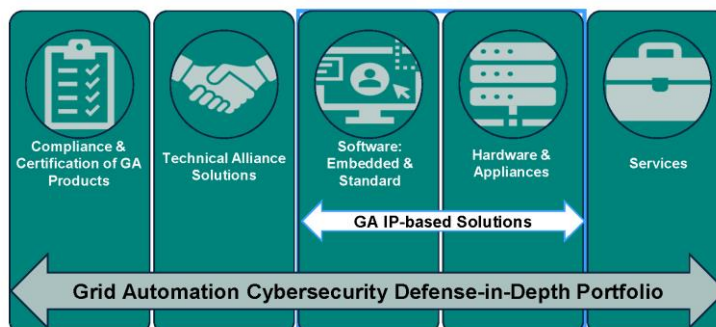 Compliance &
Certification of GA
Products
Technical Alliance
Solutions
Software:
Embedded &
Standard
Hardware &
Appliances
Services
GA IP-based Solutions
Grid Automation Cybersecurity Defense-in-Depth Portfolio